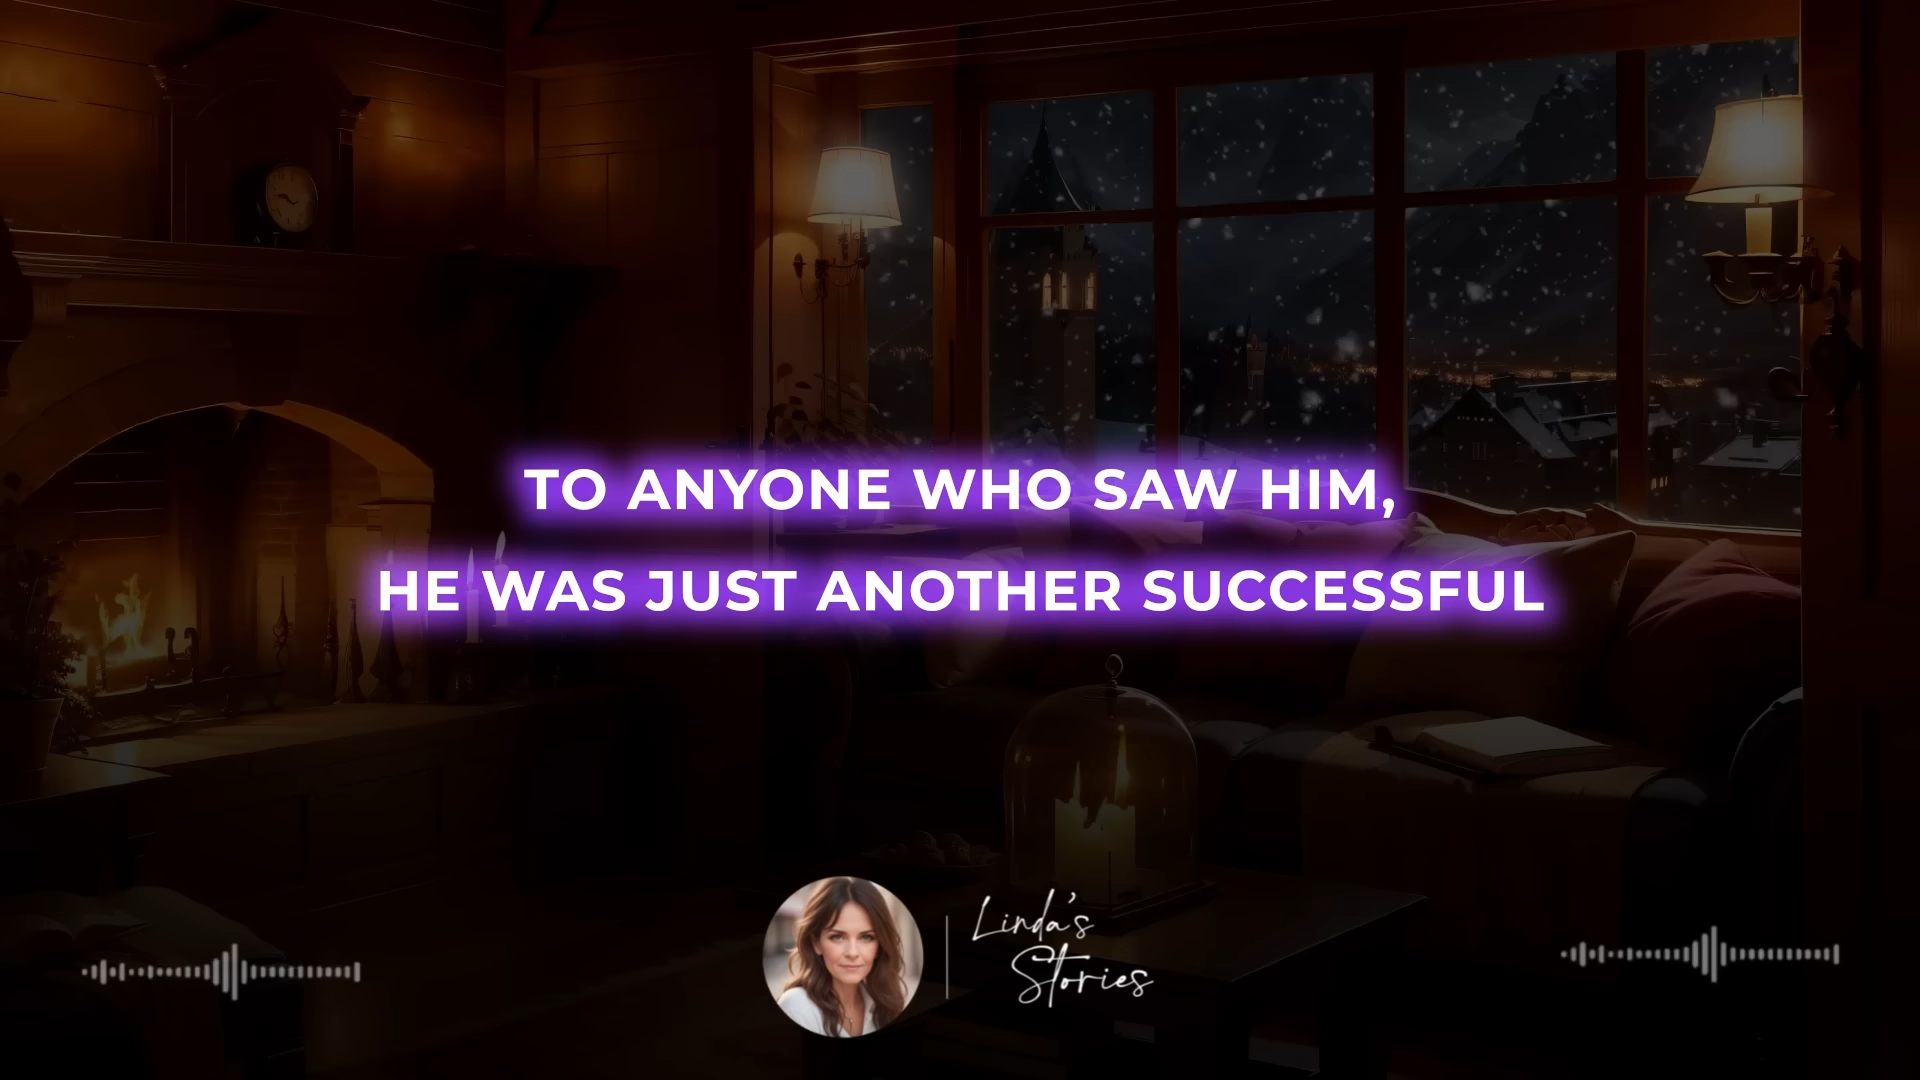 TO ANYONE WHO SAW HIM,
HE WAS JUST ANOTHER SUCCESSFUL
Linda's
Stories